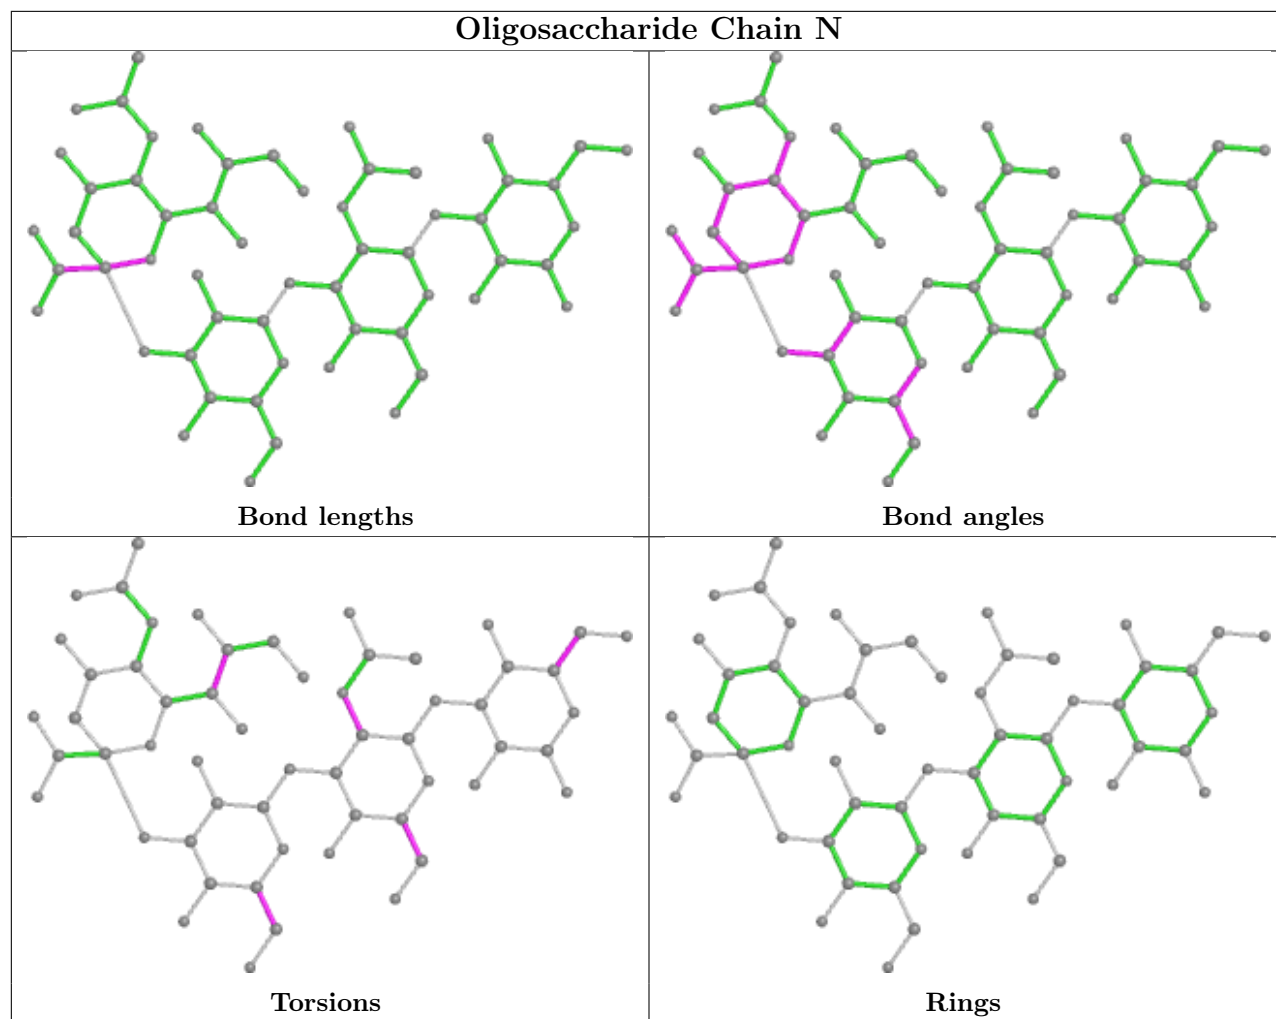 Oligosaccharide Chain N
Bond lengths
Bond angles
Torsions
Rings